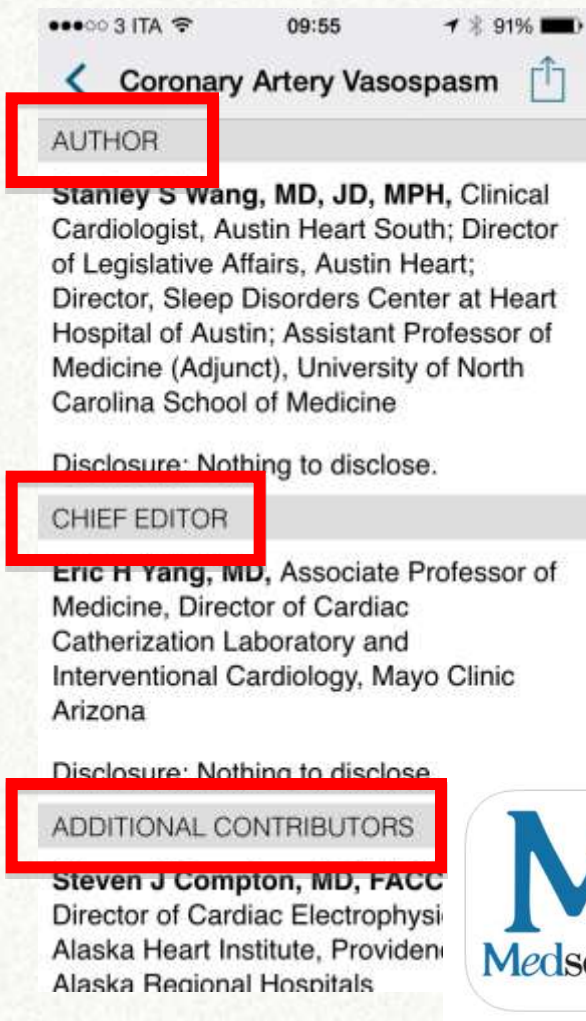 3 ITA 09:55 91%
Coronary Artery Vasospasm
AUTHOR
Stanley S Wang, MD, JD, MPH, Clinical
Cardiologist, Austin Heart South; Director
of Legislative Affairs, Austin Heart;
Director, Sleep Disorders Center at Heart
Hospital of Austin; Assistant Professor of
Medicine (Adjunct), University of North
Carolina School of Medicine
Disclosure: Nothing to disclose.
CHIEF EDITOR
Eric H Yang, MD, Associate Professor of
Medicine, Director of Cardiac
Catherization Laboratory and
Interventional Cardiology, Mayo Clinic
Arizona
Disclosure: Nothing to disclose
ADDITIONAL CONTRIBUTORS
Steven J Compton, MD, FACC
Director of Cardiac
Alaska Heart Institute,
Alaska Regional Hospitals
M